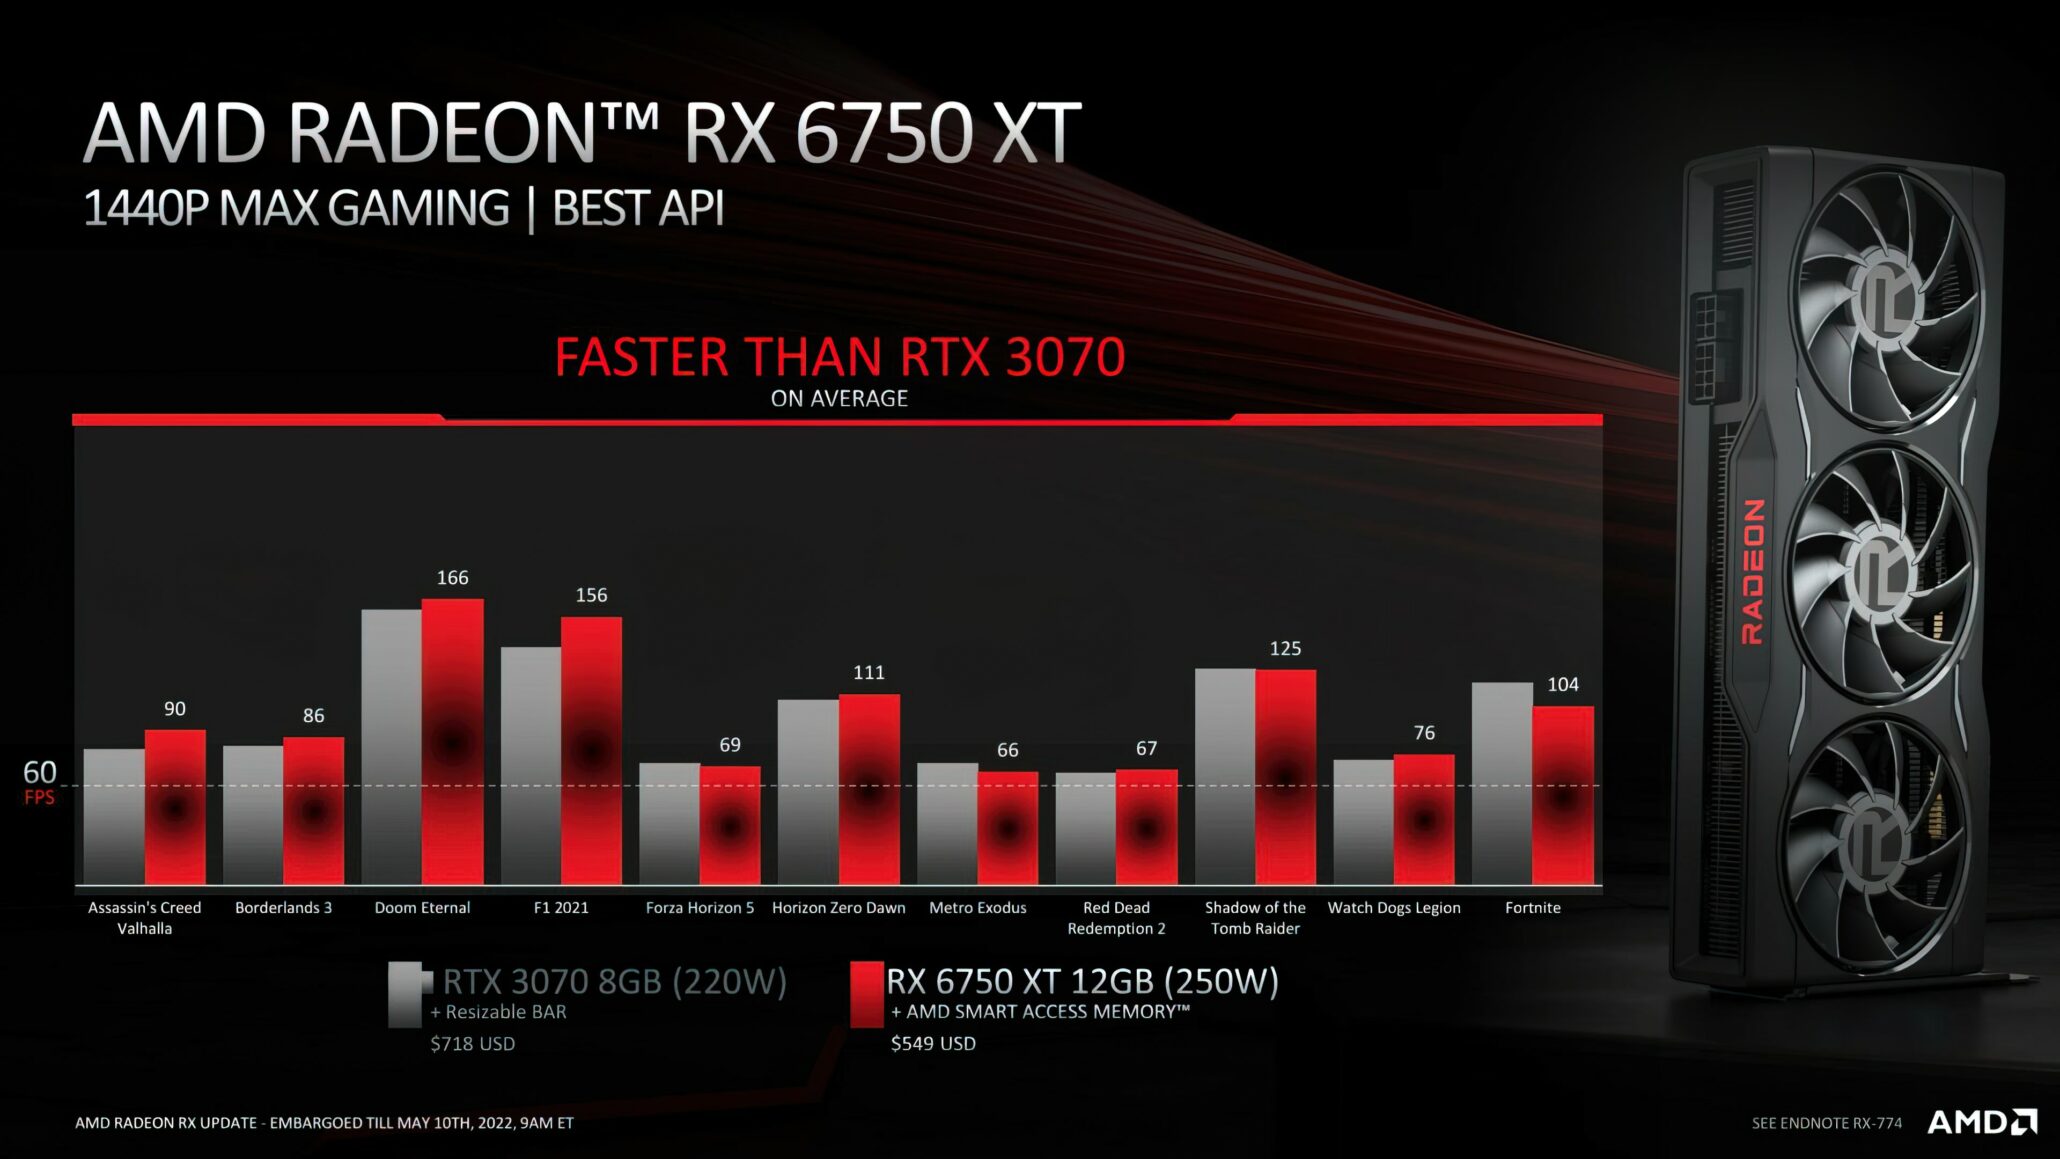 AMD RADEON™ RX 6750 XT
1440P MAX GAMING | BEST API
FASTER THAN RTX 3070
ON AVERAGE
166
156
125
111
104
90
86
76
69
66
67
60
FPS
Assassin's Creed
Valhalla
Borderlands 3
Doom Eternal
F1 2021
Forza Horizon 5
Horizon Zero Dawn
Metro Exodus
Red Dead
Redemption 2
Shadow of the
Tomb Raider
Watch Dogs Legion
Fortnite
RTX 3070 8GB (220W)
+ Resizable BAR
$718 USD
RX 6750 XT 12GB (250W)
+ AMD SMART ACCESS MEMORY™
$549 USD
RADEON
AMD RADEON RX UPDATE - EMBARGOED TILL MAY 10TH, 2022, 9AM ET
SEE ENDNOTE RX-774
AMD